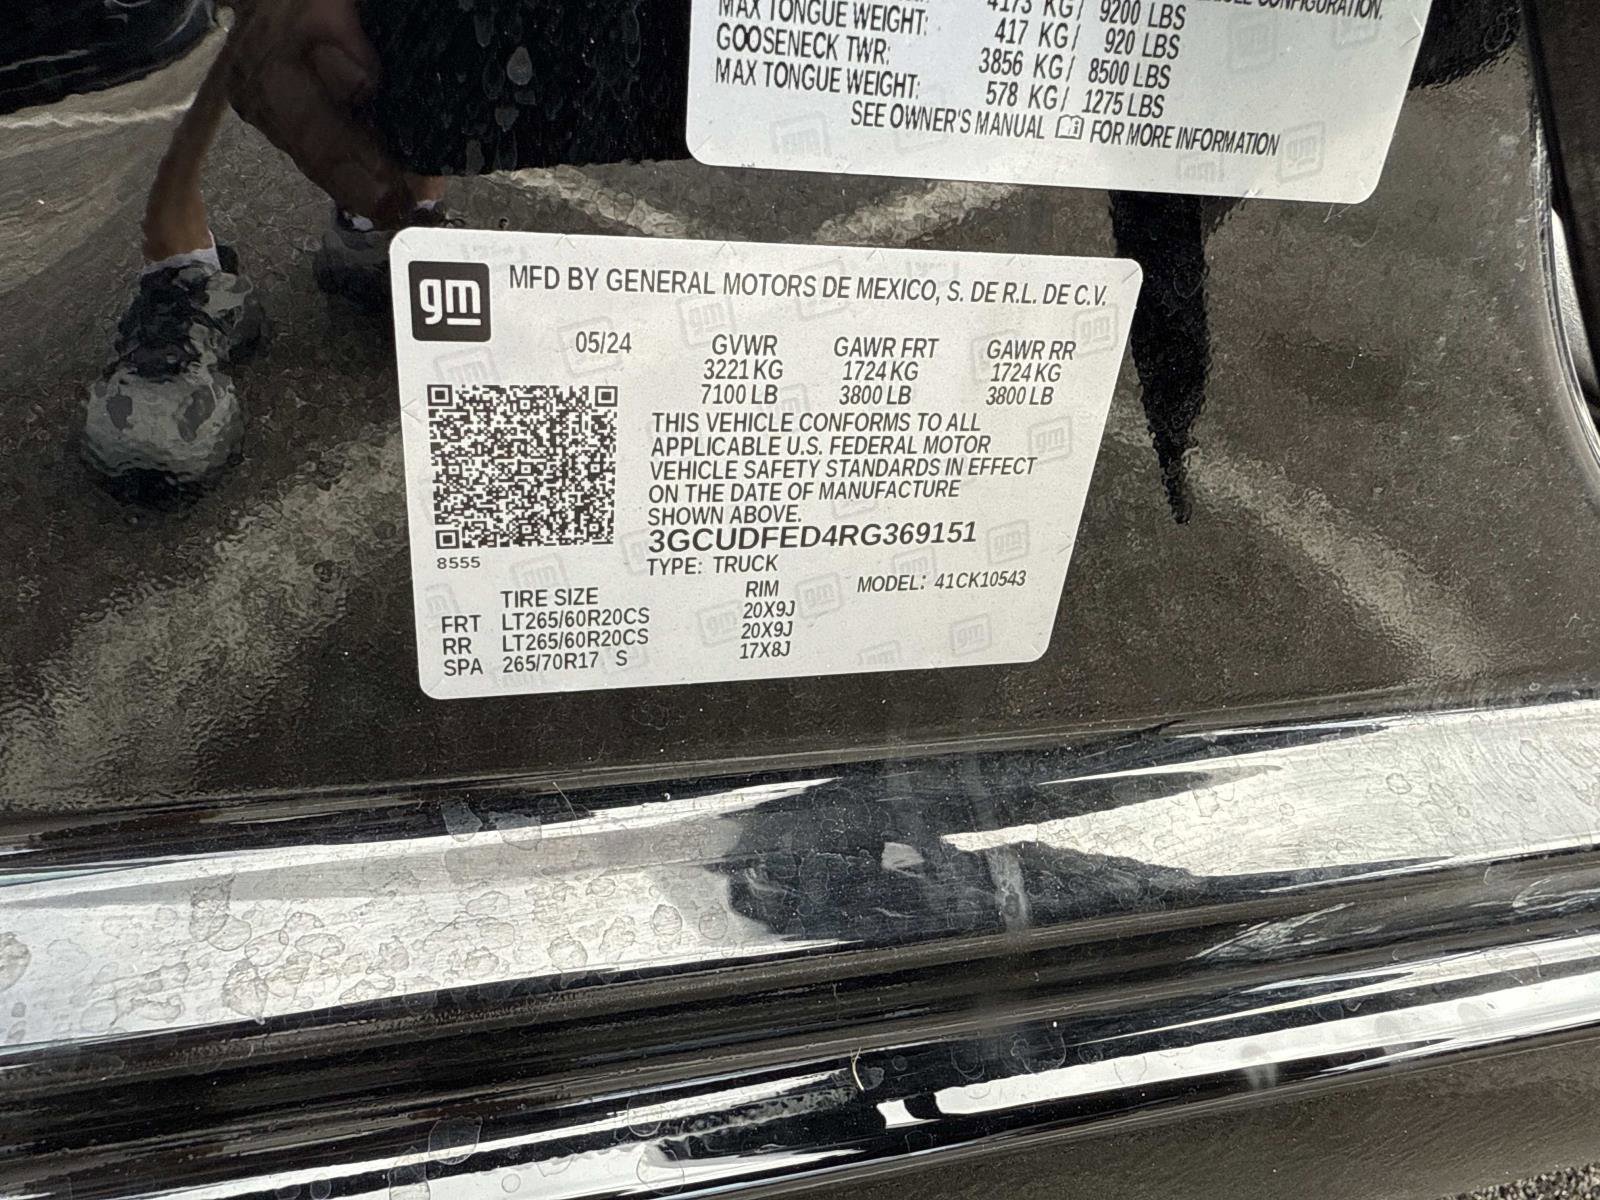 VEHICLE CONFIGURATION.
4173 KG/ 9200 LBS
MAX TONGUE WEIGHT: 417 KG/ 920 LBS
GOOSENECK TWR: 3856 KG/ 8500 LBS
MAX TONGUE WEIGHT: 578 KG/ 1275 LBS
SEE OWNER'S MANUAL FOR MORE INFORMATION
gm MFD BY GENERAL MOTORS DE MEXICO, S. DE R.L. DE C.V.
05/24 GVWR GAWR FRT GAWR RR
3221 KG 1724 KG 1724 KG
7100 LB 3800 LB 3800 LB
THIS VEHICLE CONFORMS TO ALL
APPLICABLE U.S. FEDERAL MOTOR
VEHICLE SAFETY STANDARDS IN EFFECT
ON THE DATE OF MANUFACTURE
SHOWN ABOVE.
3GCUDFED4RG369151
8555 TYPE: TRUCK MODEL: 41CK10543
TIRE SIZE RIM
FRT LT265/60R20CS 20X9J
RR LT265/60R20CS 20X9J
SPA 265/70R17 S 17X8J